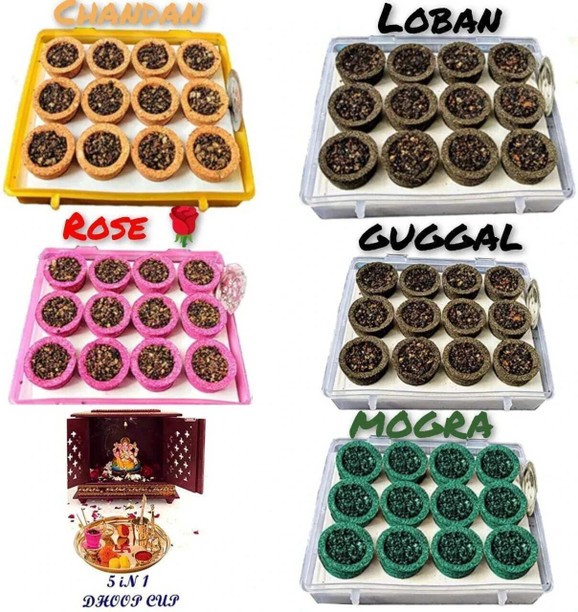 CHANDAN
LOBAN
ROSE
GUGGAL
MOGRA
5 iN 1
DHOOP CUP